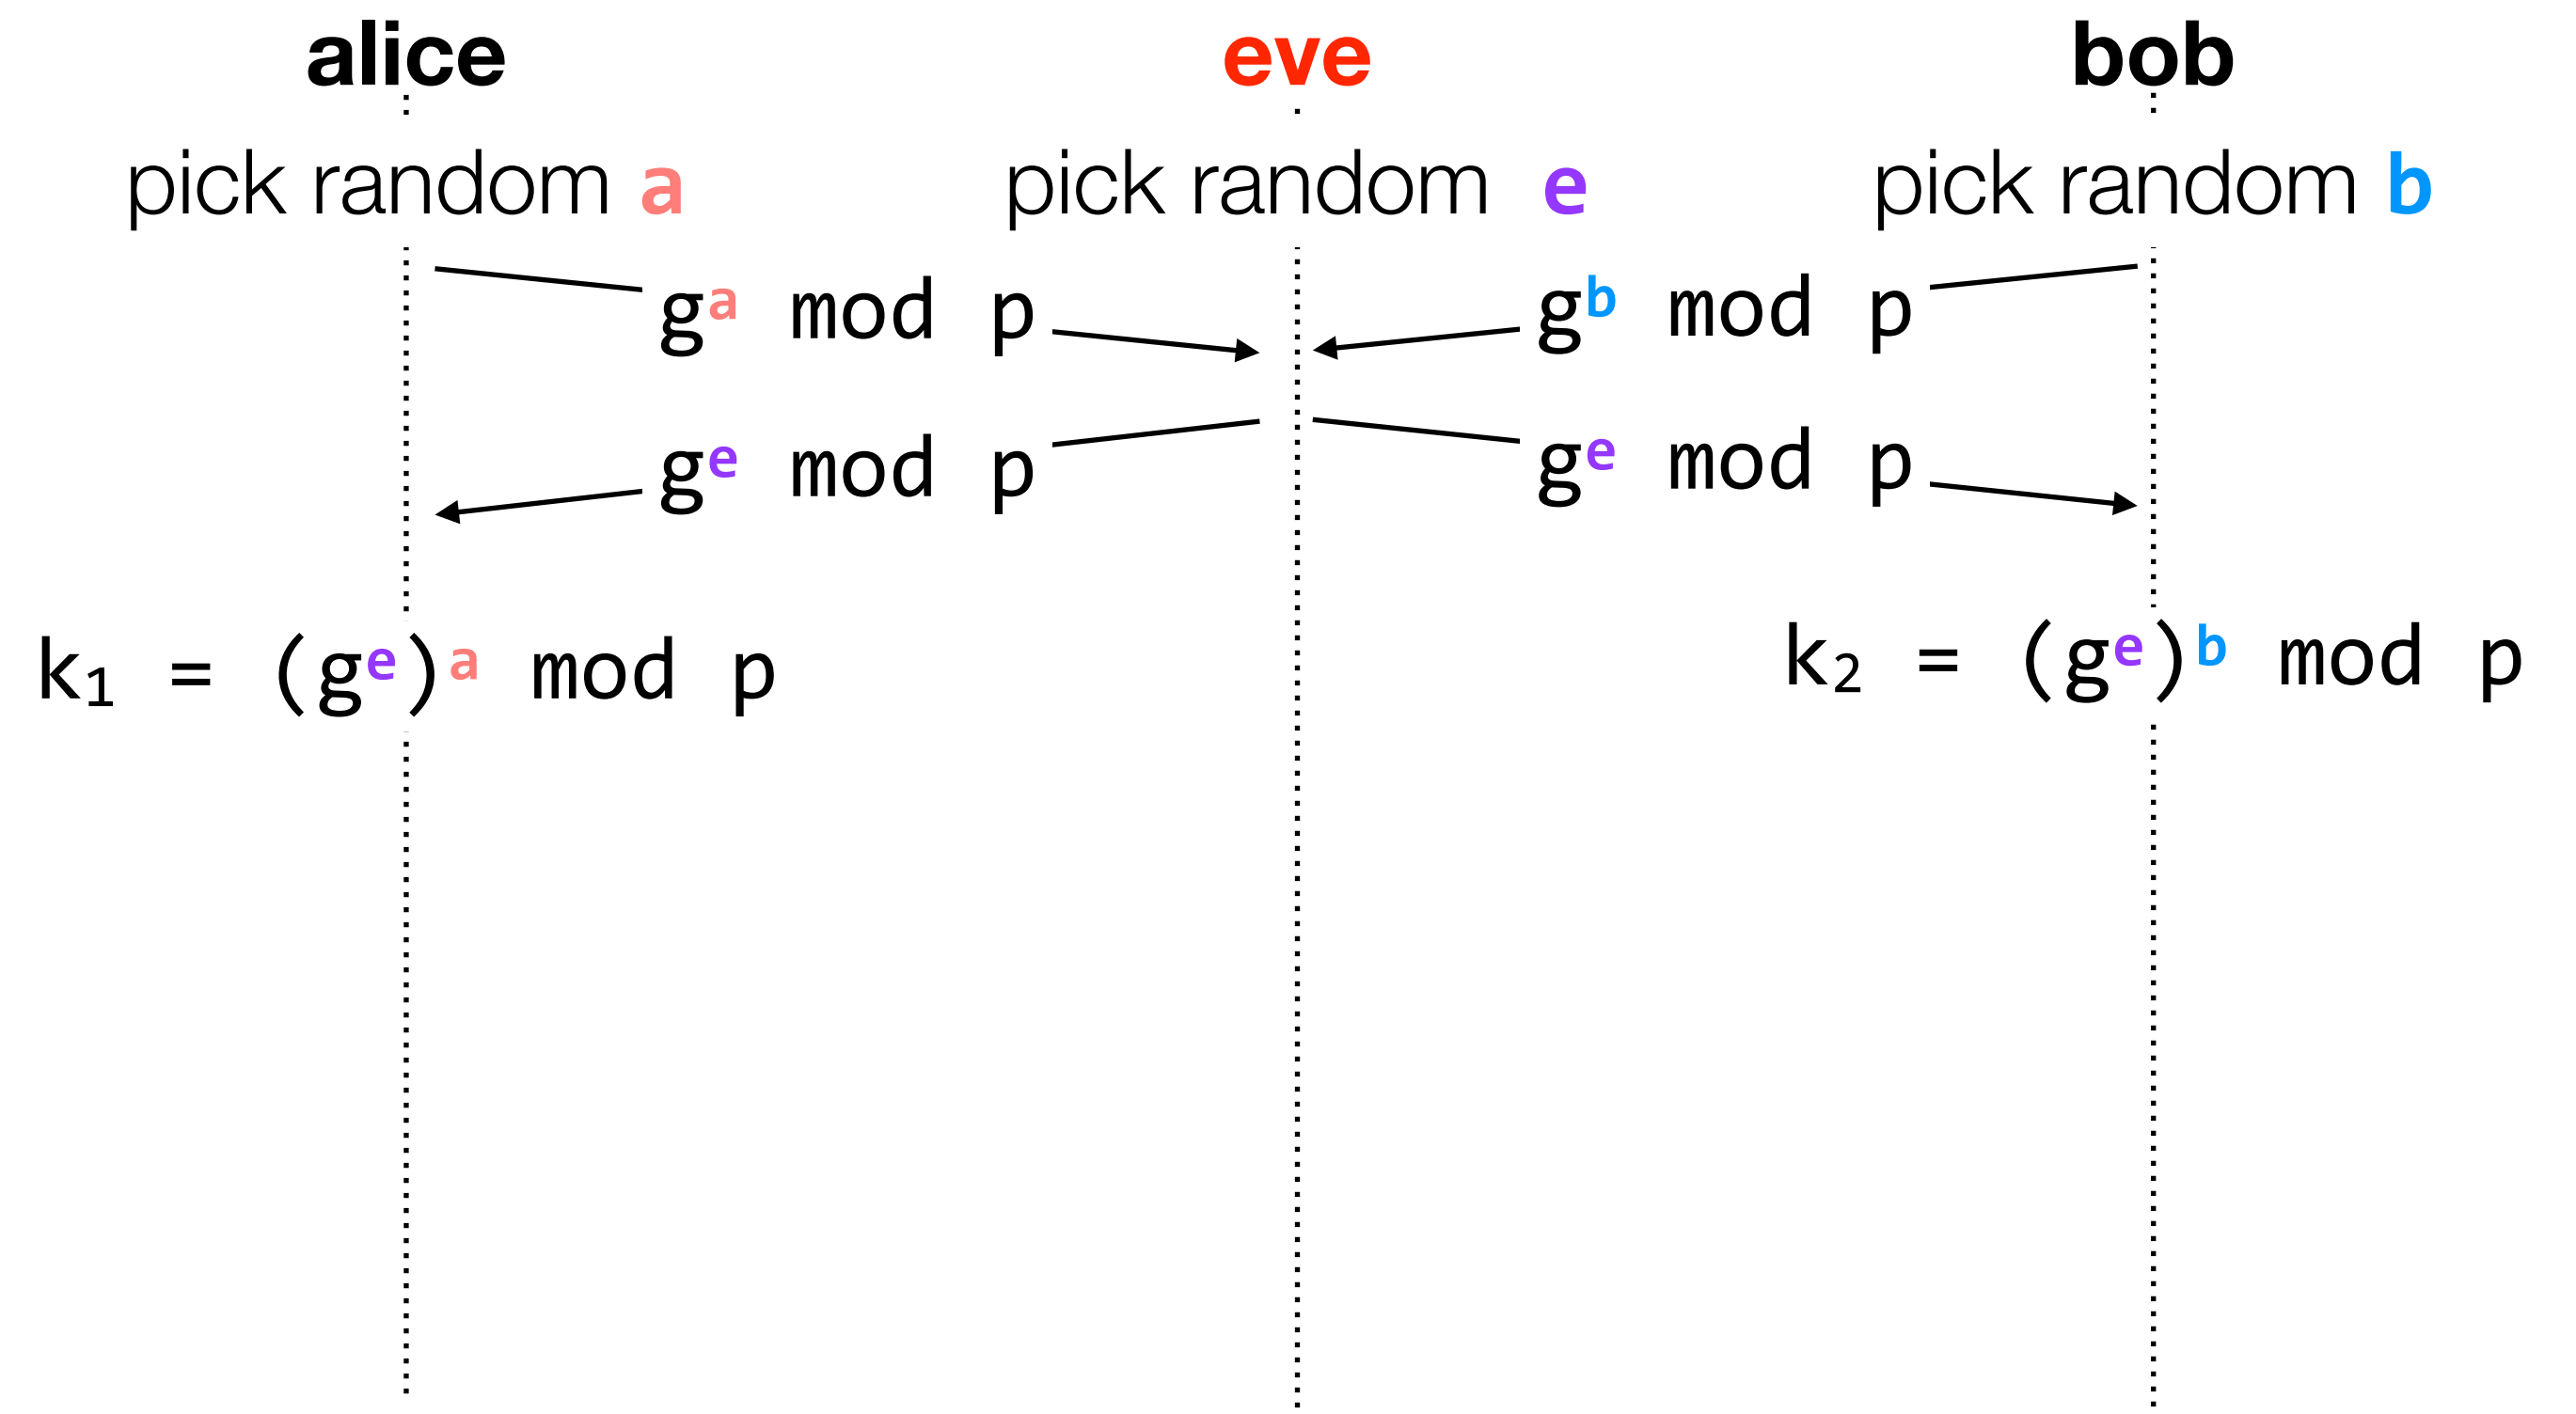 alice eve bob
pick random a pick random e pick random b
gᵃ mod p gᵇ mod p
gᵉ mod p gᵉ mod p
k₁ = (gᵉ)ᵃ mod p k₂ = (gᵉ)ᵇ mod p